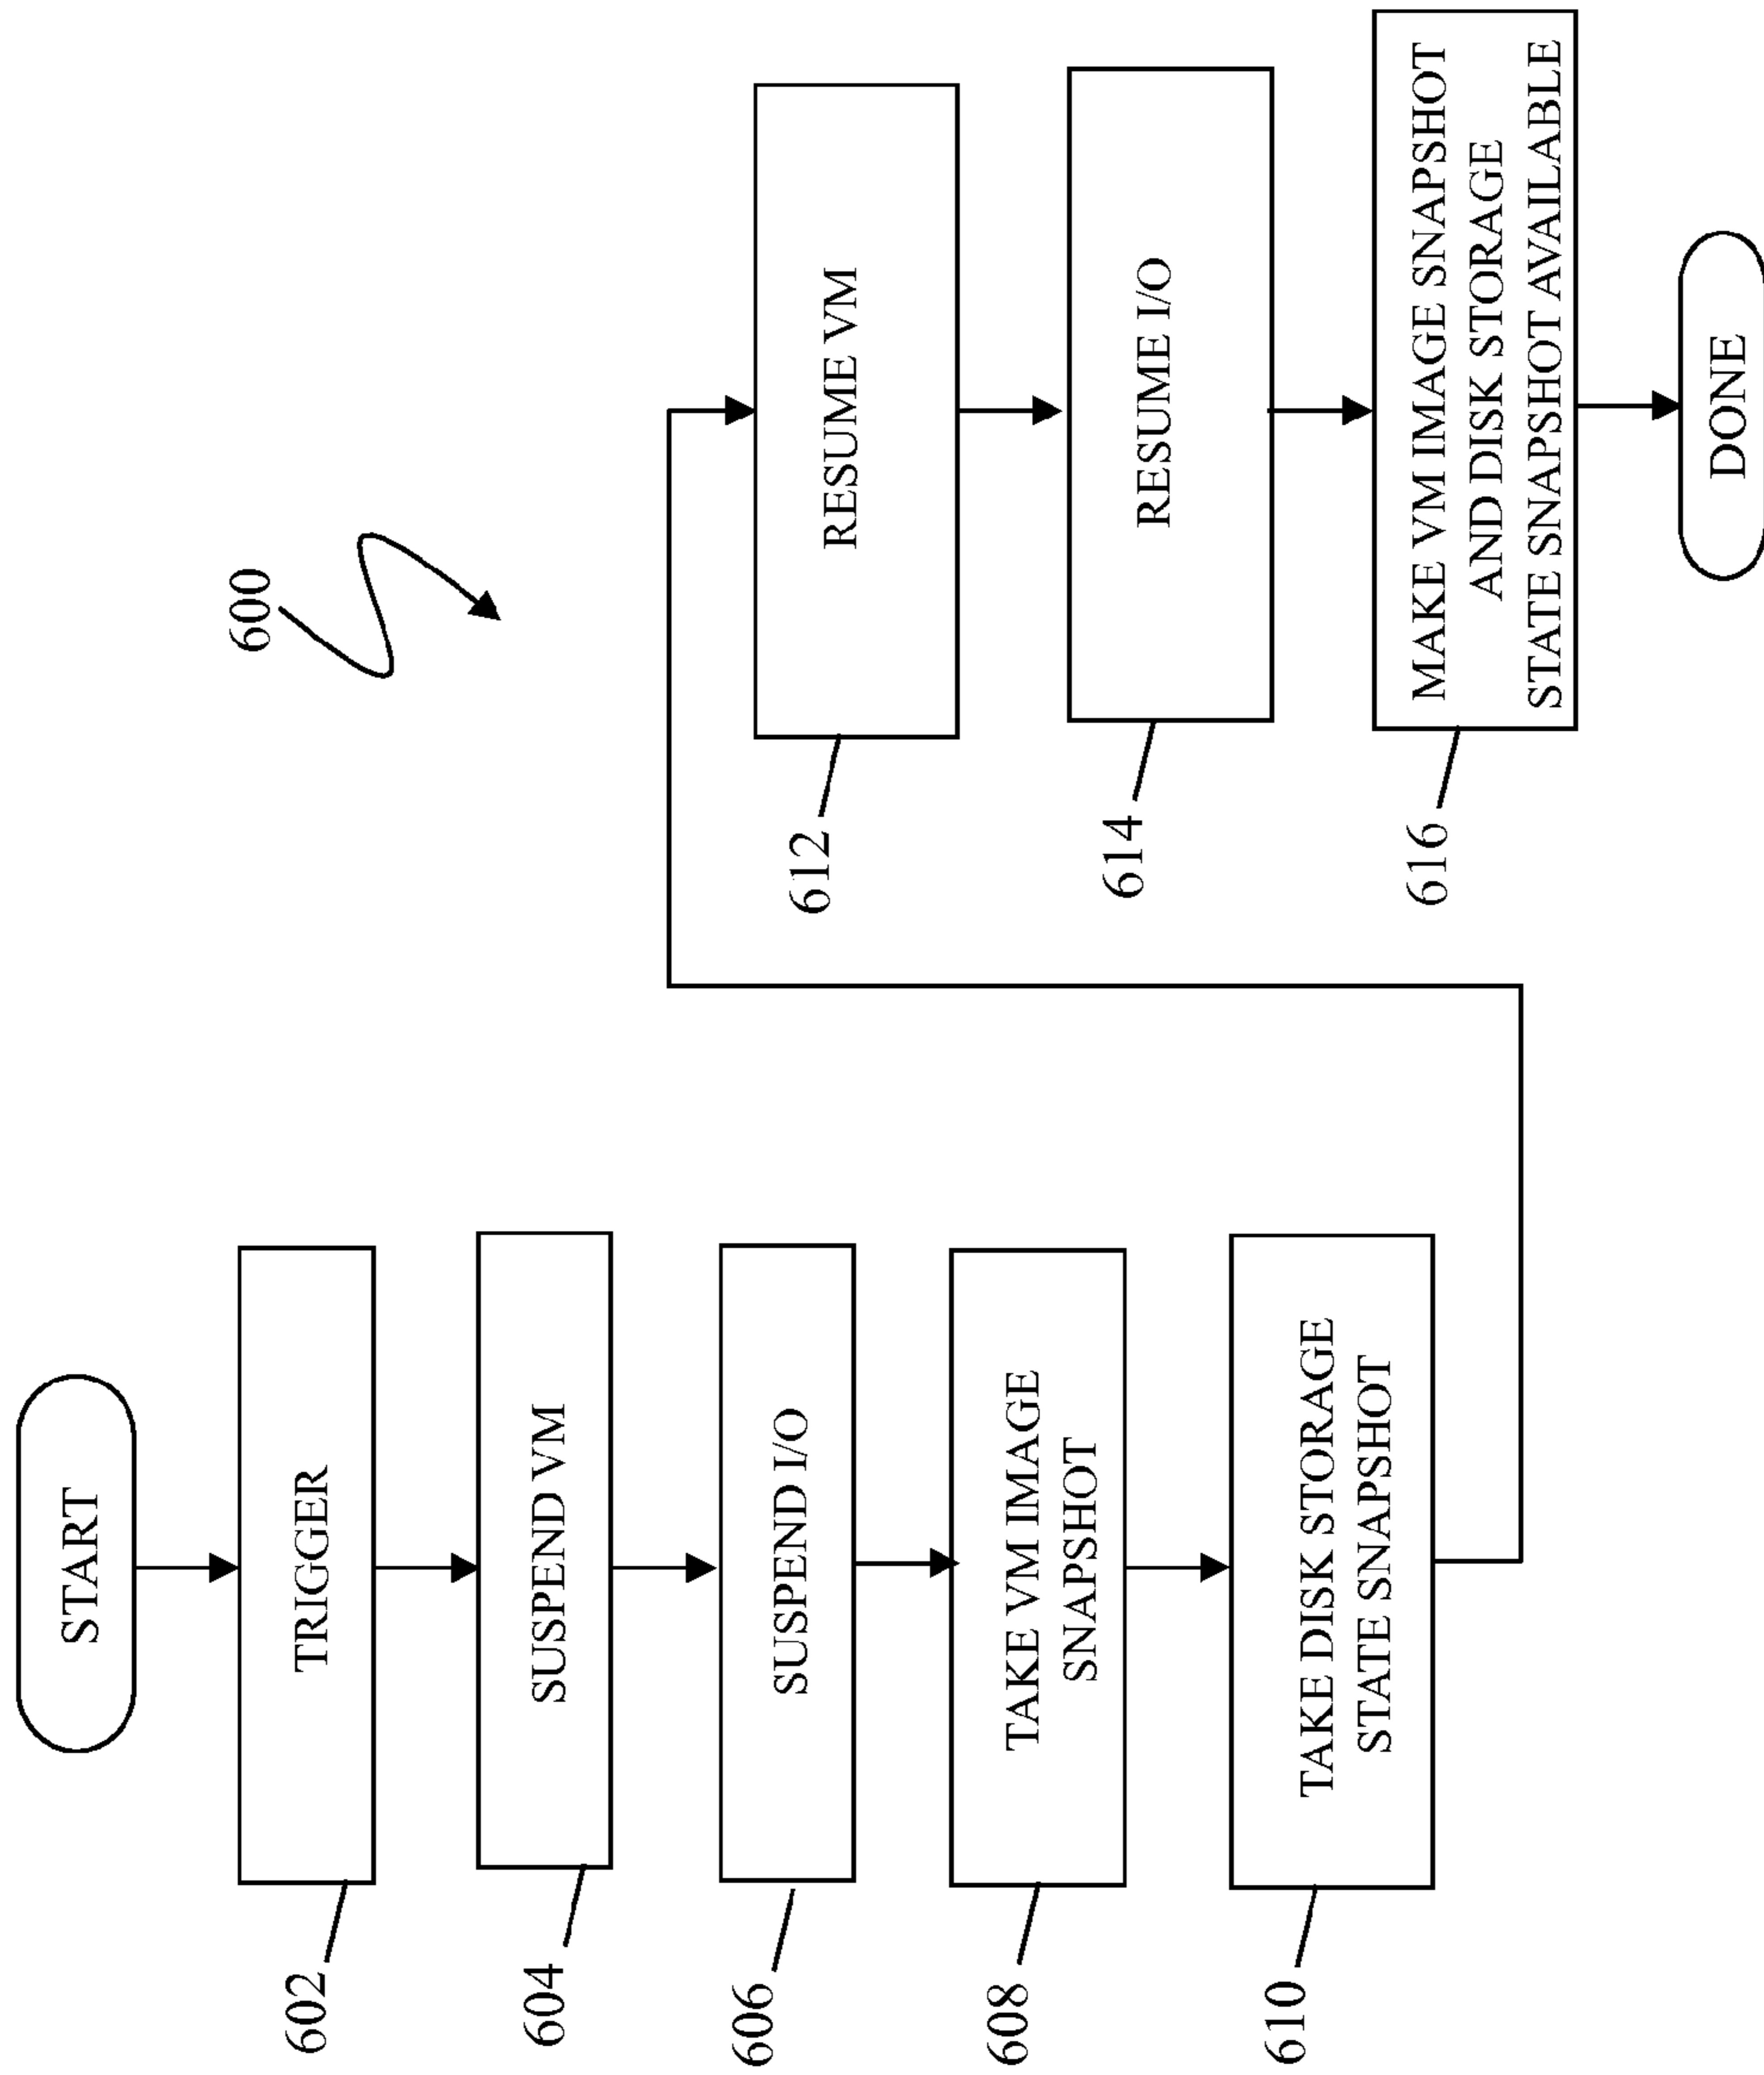 600
START
602
TRIGGER
604
SUSPEND VM
606
SUSPEND I/O
608
TAKE VM IMAGE
SNAPSHOT
610
TAKE DISK STORAGE
STATE SNAPSHOT
612
RESUME VM
614
RESUME I/O
616
MAKE VM IMAGE SNAPSHOT
AND DISK STORAGE
STATE SNAPSHOT AVAILABLE
DONE